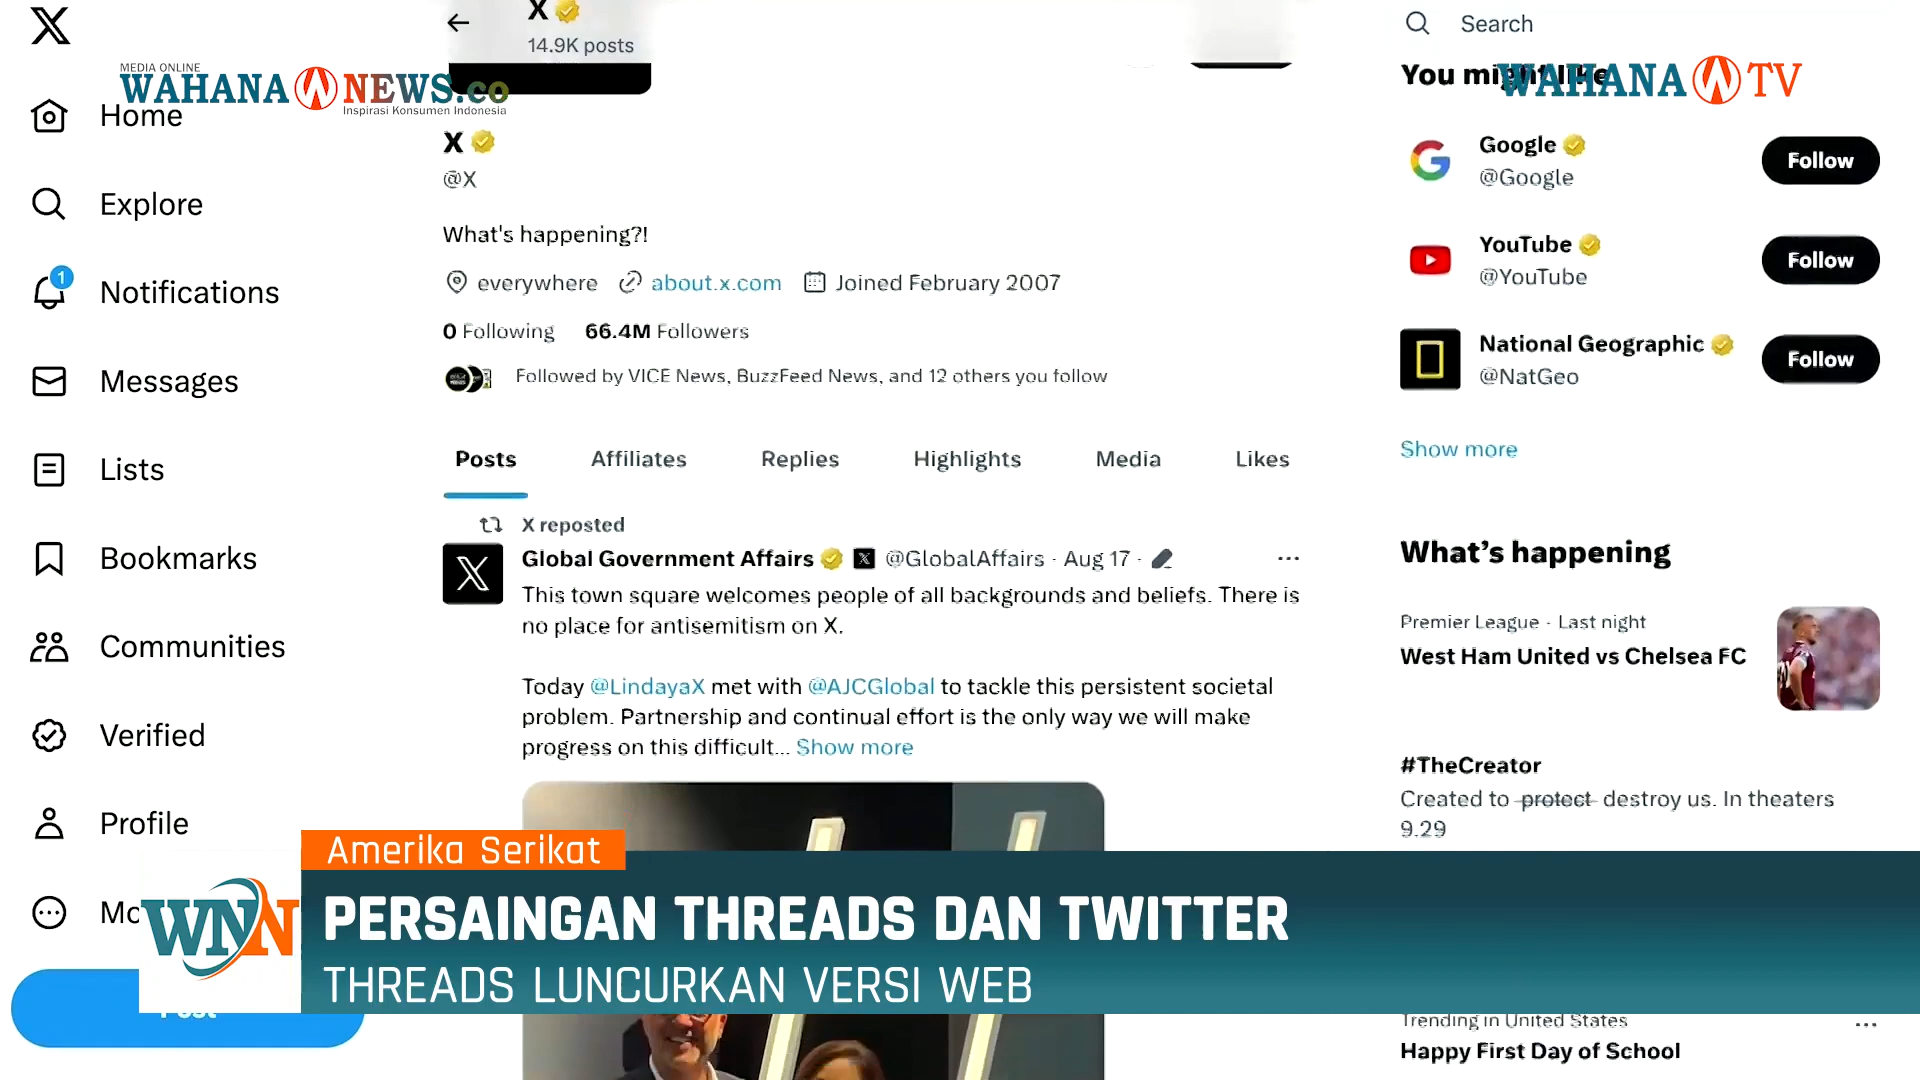 X
14.9K posts
Search
MEDIA ONLINE
WAHANA NEWS.co
Inspirasi Konsumen Indonesia
You might like
WAHANA TV
Home
Explore
1
Notifications
Messages
Lists
Bookmarks
Communities
Verified
Profile
X
@X
What's happening?!
everywhere about.x.com Joined February 2007
0 Following 66.4M Followers
Followed by VICE News, BuzzFeed News, and 12 others you follow
Posts Affiliates Replies Highlights Media Likes
X reposted
Global Government Affairs @GlobalAffairs · Aug 17 ·
This town square welcomes people of all backgrounds and beliefs. There is
no place for antisemitism on X.
Today @LindayaX met with @AJCGlobal to tackle this persistent societal
problem. Partnership and continual effort is the only way we will make
progress on this difficult... Show more
Google
@Google
Follow
YouTube
@YouTube
Follow
National Geographic
@NatGeo
Follow
Show more
What's happening
Premier League · Last night
West Ham United vs Chelsea FC
#TheCreator
Created to protect destroy us. In theaters
9.29
Amerika Serikat
WNN
PERSAINGAN THREADS DAN TWITTER
THREADS LUNCURKAN VERSI WEB
Post
Trending in United States
Happy First Day of School